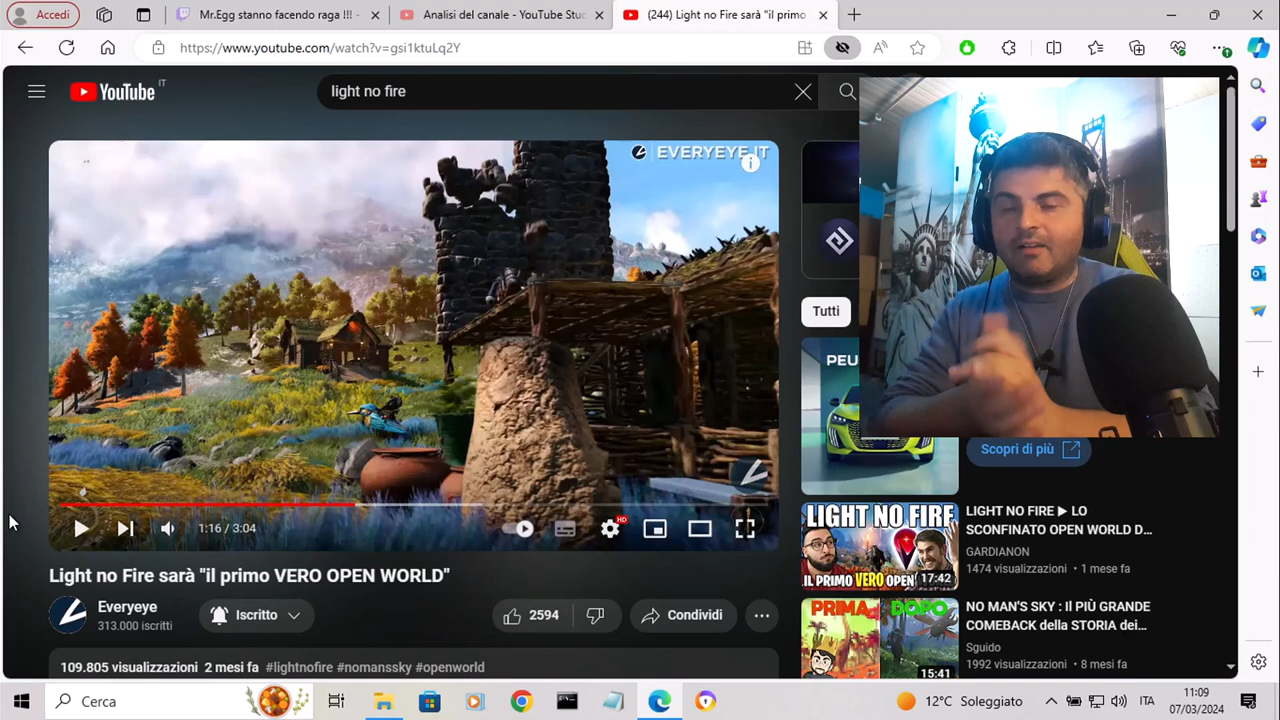 Accedi
Mr.Egg stanno facendo raga !!! -
Analisi del canale - YouTube Stud
(244) Light no Fire sarà "il primo
https://www.youtube.com/watch?v=gsi1ktuLq2Y
YouTube IT
light no fire
EVERYEYE.IT
Tutti
PEU
Scopri di più
1:16 / 3:04
HD
Light no Fire sarà "il primo VERO OPEN WORLD"
Everyeye
313.000 iscritti
Iscritto
2594
Condividi
109.805 visualizzazioni 2 mesi fa #lightnofire #nomanssky #openworld
LIGHT NO FIRE
IL PRIMO VERO OPEN
17:42
LIGHT NO FIRE ▶ LO
SCONFINATO OPEN WORLD D...
GARDIANON
1474 visualizzazioni · 1 mese fa
PRIMA DOPO
15:41
NO MAN'S SKY : Il PIÙ GRANDE
COMEBACK della STORIA dei...
Sguido
1992 visualizzazioni · 8 mesi fa
Cerca
12°C Soleggiato
ITA
11:09
07/03/2024